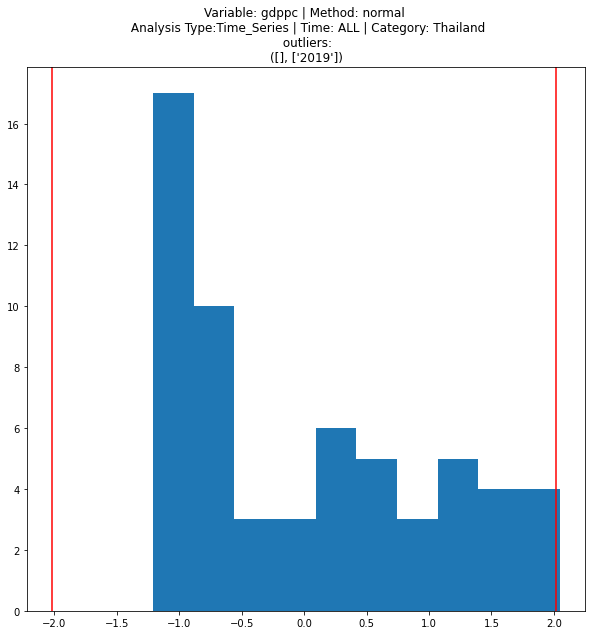 Variable: gdppc | Method: normal
Analysis Type:Time_Series | Time: ALL | Category: Thailand
outliers:
([], ['2019'])
16
14
12
10
8
6
4
2
0
−2.0 −1.5 −1.0 −0.5 0.0 0.5 1.0 1.5 2.0